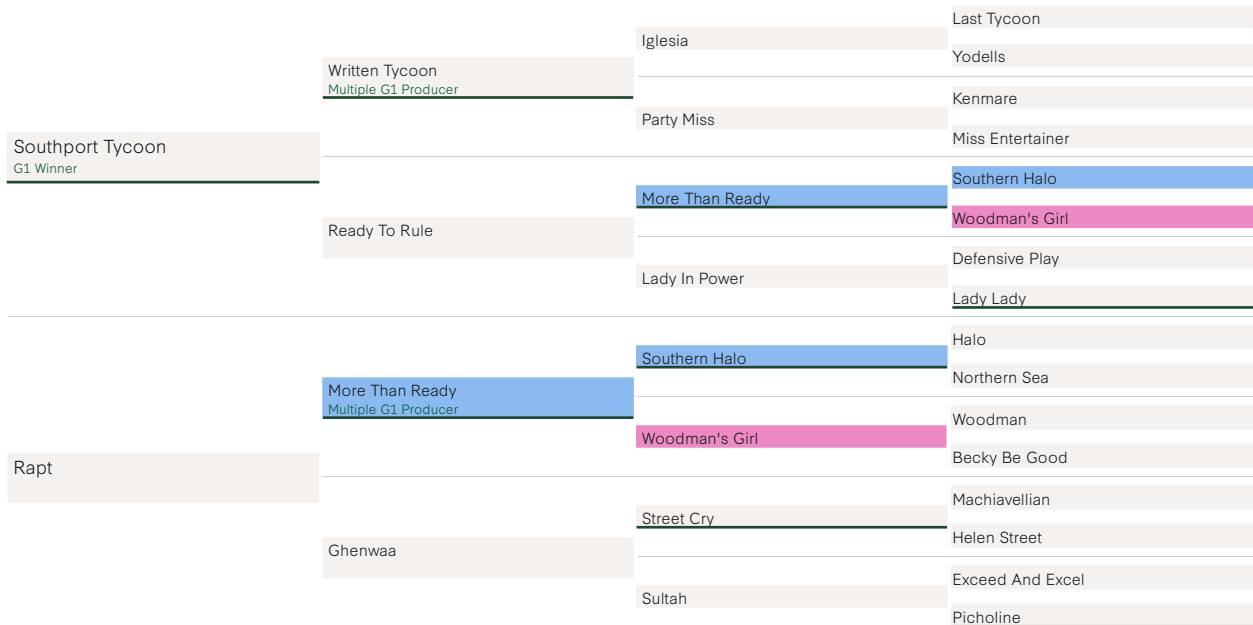 Southport Tycoon
G1 Winner
Rapt
Written Tycoon
Multiple G1 Producer
Ready To Rule
More Than Ready
Multiple G1 Producer
Ghenwaa
Iglesia
Party Miss
More Than Ready
Lady In Power
Southern Halo
Woodman's Girl
Street Cry
Sultah
Last Tycoon
Yodells
Kenmare
Miss Entertainer
Southern Halo
Woodman's Girl
Defensive Play
Lady Lady
Halo
Northern Sea
Woodman
Becky Be Good
Machiavellian
Helen Street
Exceed And Excel
Picholine